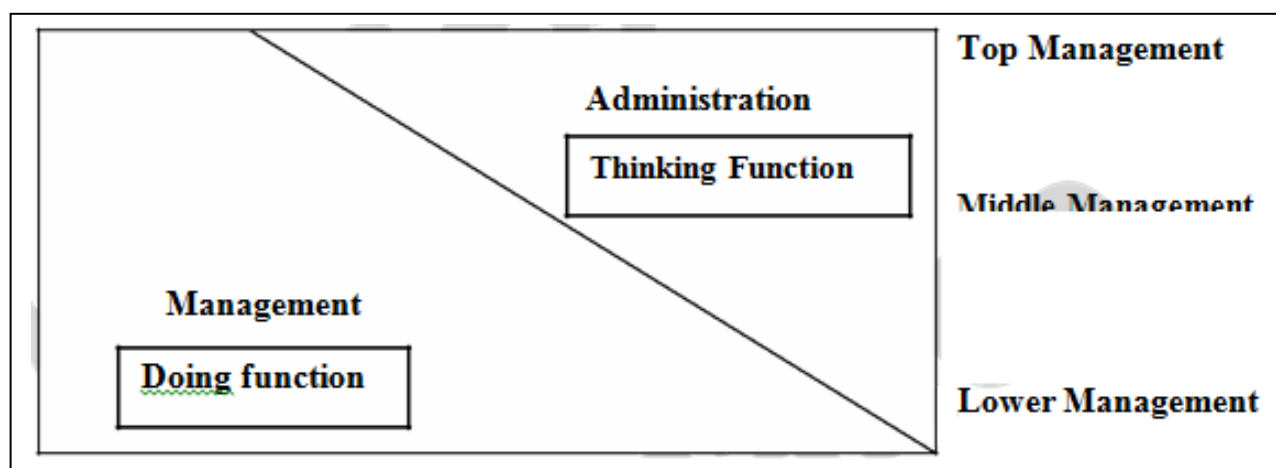 Top Management
Administration
Thinking Function
Middle Management
Management
Doing function
Lower Management